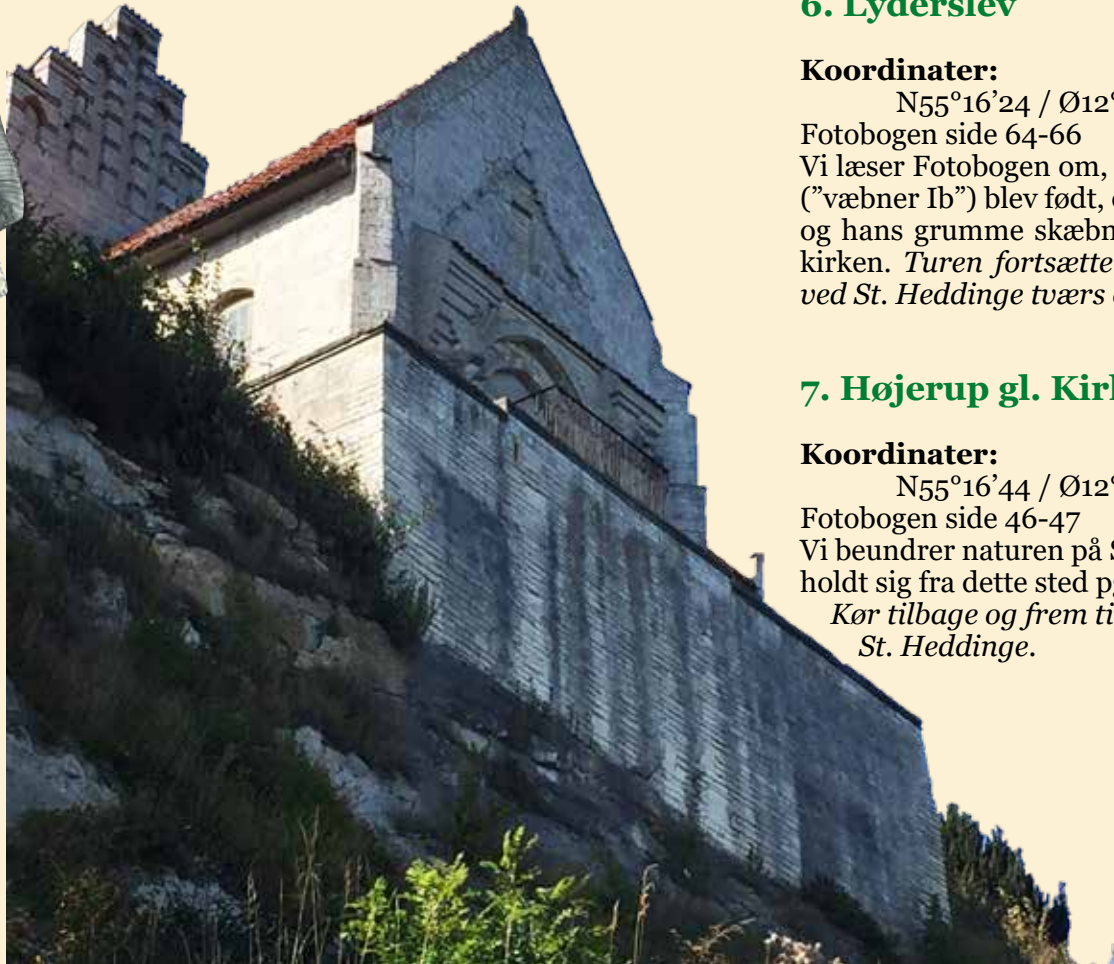 6. Lyderslev
Koordinater:
N55°16’24 / Ø12°
Fotobogen side 64-66
Vi læser Fotobogen om,
(”væbner Ib”) blev født,
og hans grumme skæbn
kirken. Turen fortsætte
ved St. Heddinge tværs
7. Højerup gl. Kir
Koordinater:
N55°16’44 / Ø12°
Fotobogen side 46-47
Vi beundrer naturen på S
holdt sig fra dette sted pg
Kør tilbage og frem ti
St. Heddinge.